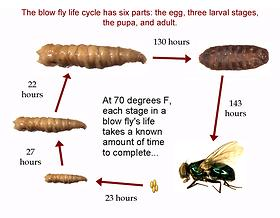 The blow fly life cycle has six parts: the egg, three larval stages,
the pupa, and adult.
130 hours
22
hours
143
hours
At 70 degrees F,
each stage in a
blow fly's life
takes a known
amount of time
to complete...
27
hours
23 hours